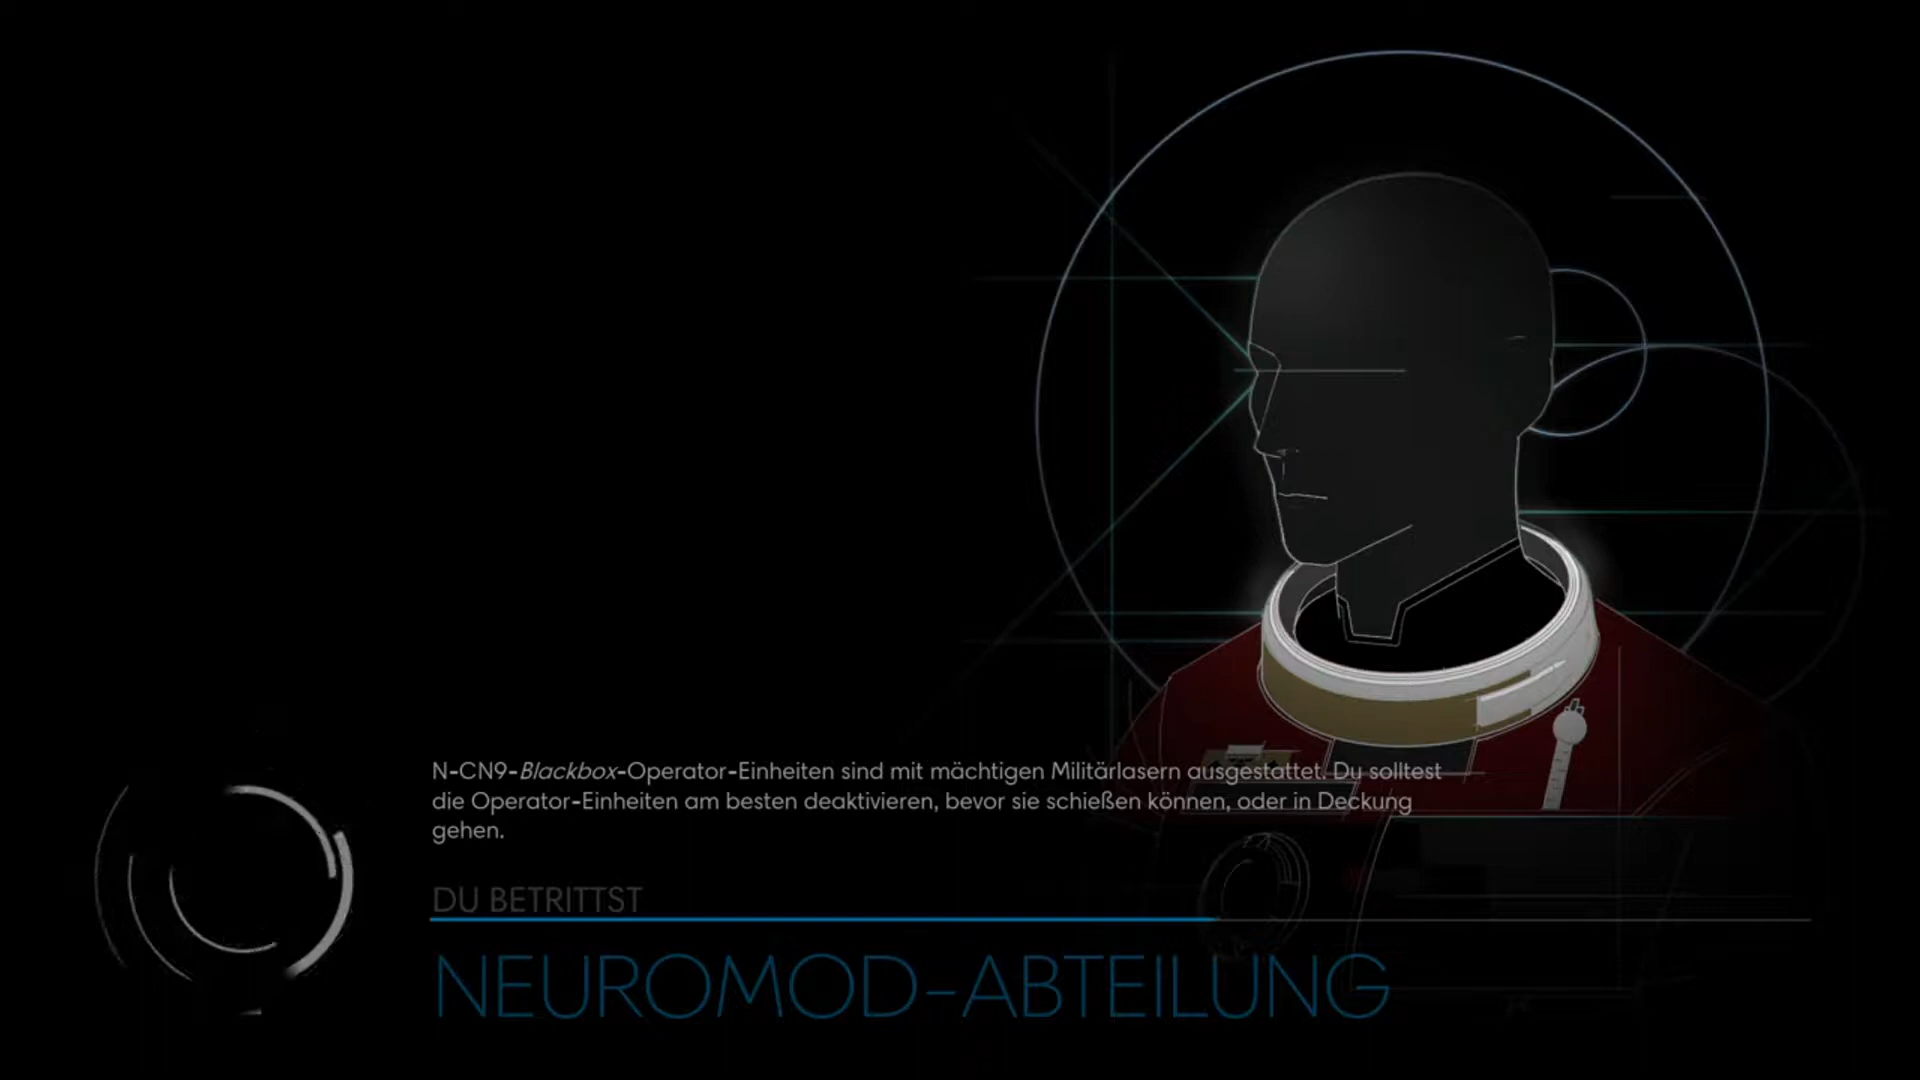 N-CN9-Blackbox-Operator-Einheiten sind mit mächtigen Militärlasern ausgestattet. Du solltest
die Operator-Einheiten am besten deaktivieren, bevor sie schießen können, oder in Deckung
gehen.
DU BETRITTST
NEUROMOD-ABTEILUNG